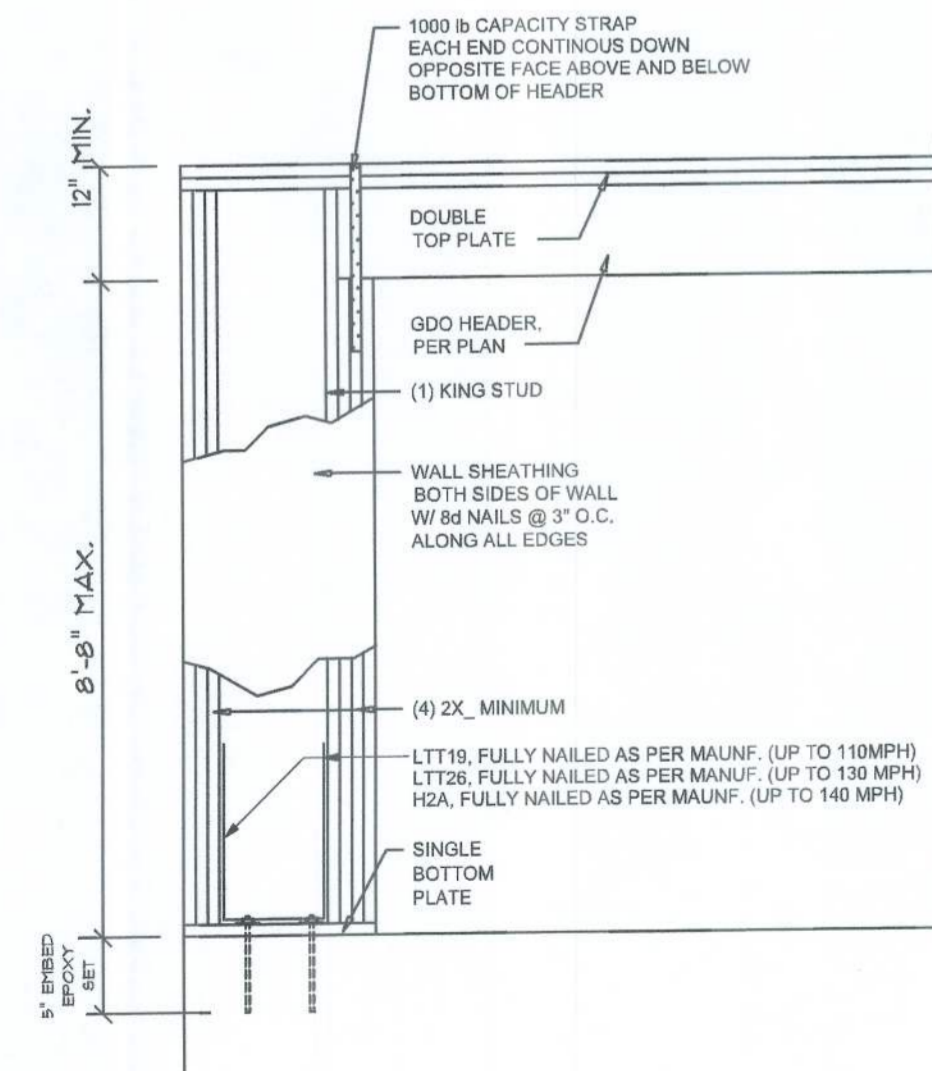 1000 lb CAPACITY STRAP
EACH END CONTINOUS DOWN
OPPOSITE FACE ABOVE AND BELOW
BOTTOM OF HEADER
12" MIN.
DOUBLE
TOP PLATE
GDO HEADER,
PER PLAN
(1) KING STUD
WALL SHEATHING
BOTH SIDES OF WALL
W/ 8d NAILS @ 3" O.C.
ALONG ALL EDGES
8'-8" MAX.
(4) 2X_ MINIMUM
LTT19, FULLY NAILED AS PER MAUNF. (UP TO 110MPH)
LTT26, FULLY NAILED AS PER MANUF. (UP TO 130 MPH)
H2A, FULLY NAILED AS PER MAUNF. (UP TO 140 MPH)
SINGLE
BOTTOM
PLATE
5" EMBED
EPOXY
SET